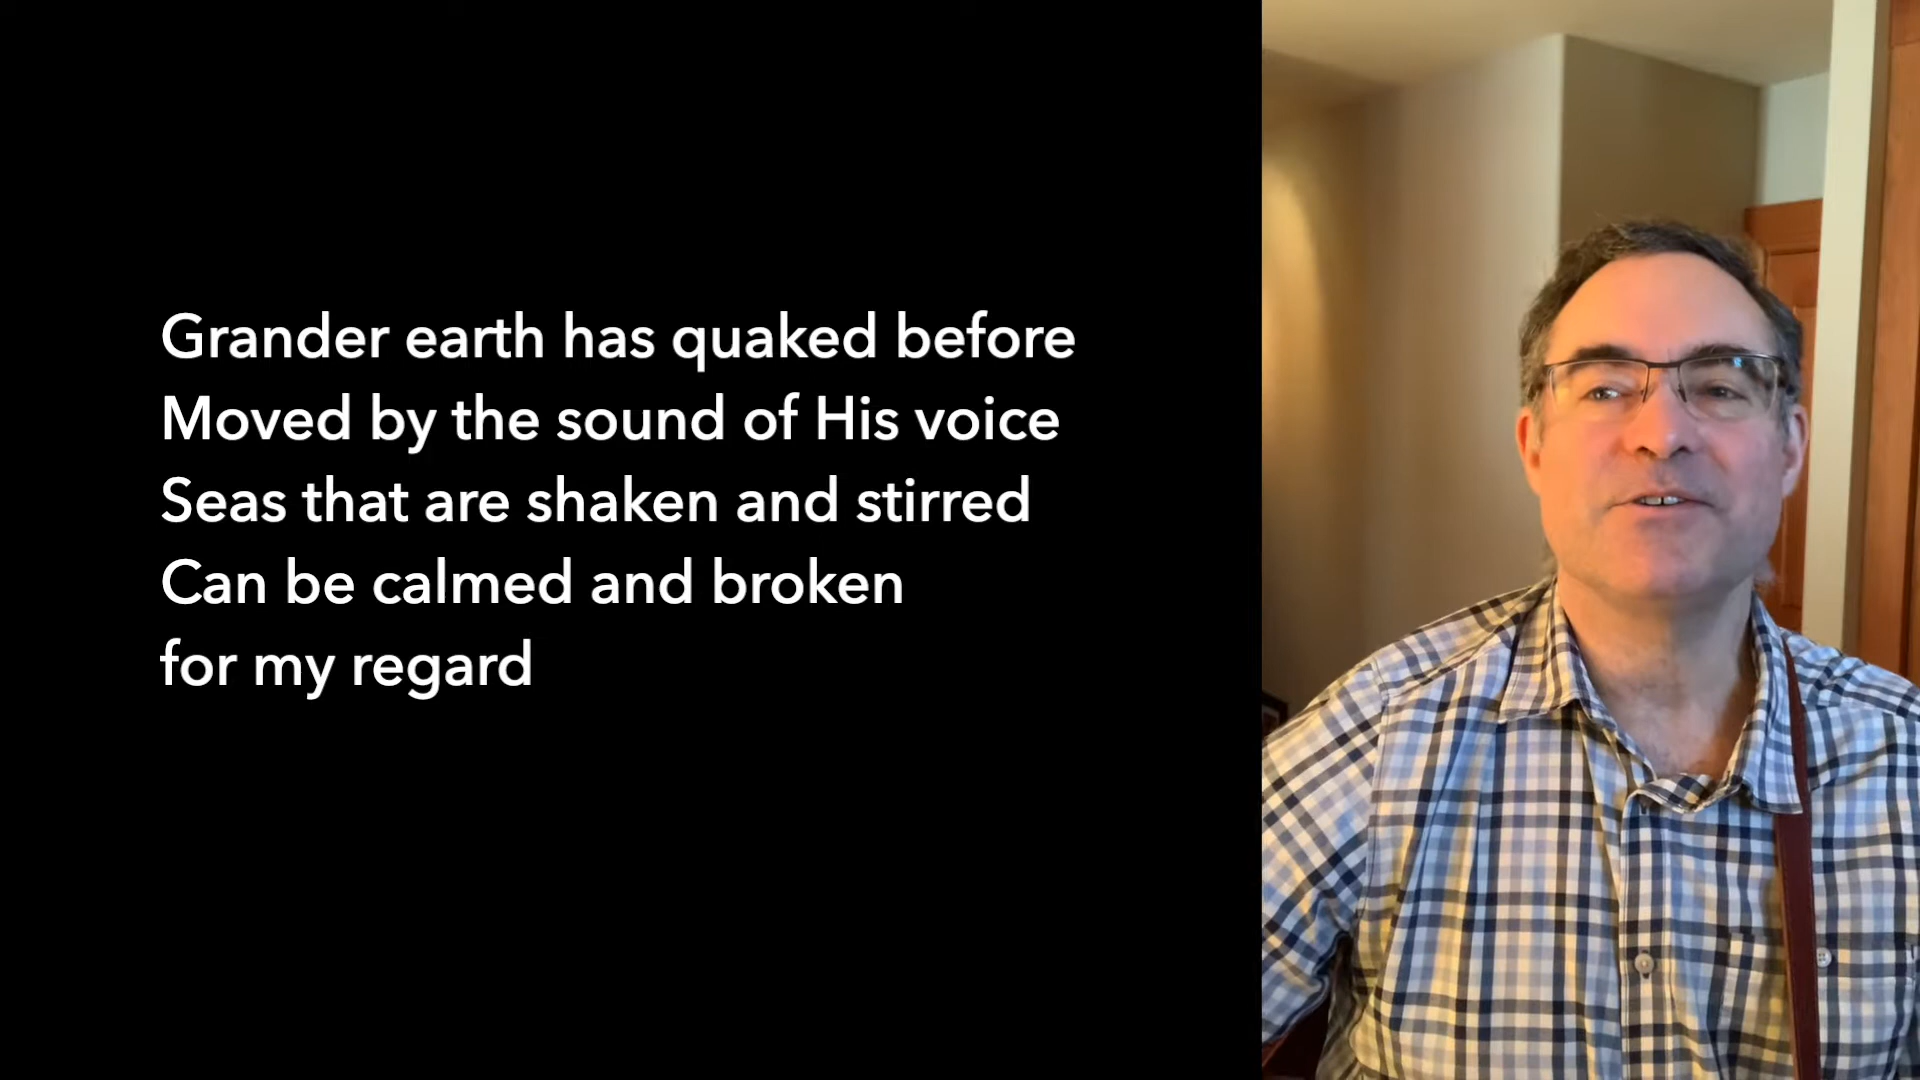 Grander earth has quaked before
Moved by the sound of His voice
Seas that are shaken and stirred
Can be calmed and broken
for my regard